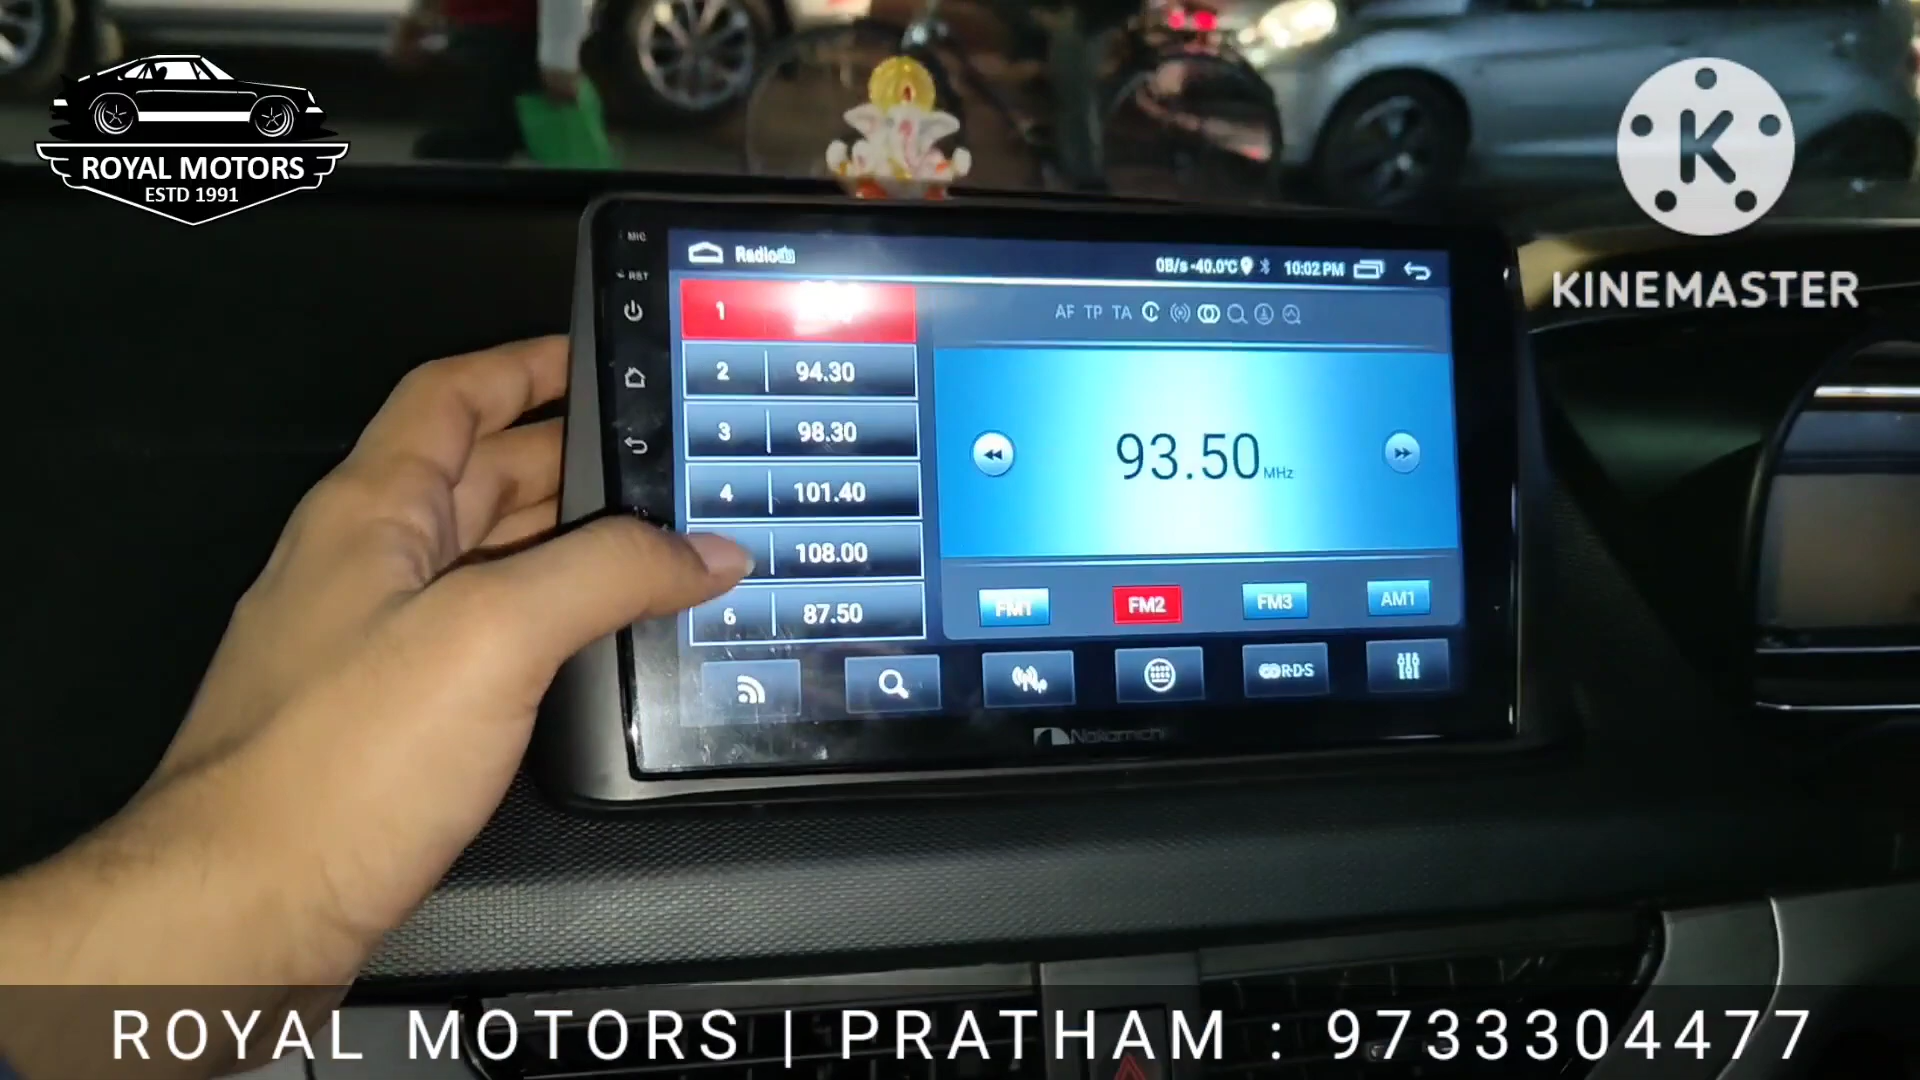 ROYAL MOTORS
ESTD 1991
K
KINEMASTER
MIC
RST
Radio
0B/s -40.0°C 10:02 PM
AF TP TA
1
2 94.30
3 98.30
4 101.40
108.00
6 87.50
93.50 MHz
FM1 FM2 FM3 AM1
R·D·S
Nakamichi
ROYAL MOTORS | PRATHAM : 9733304477